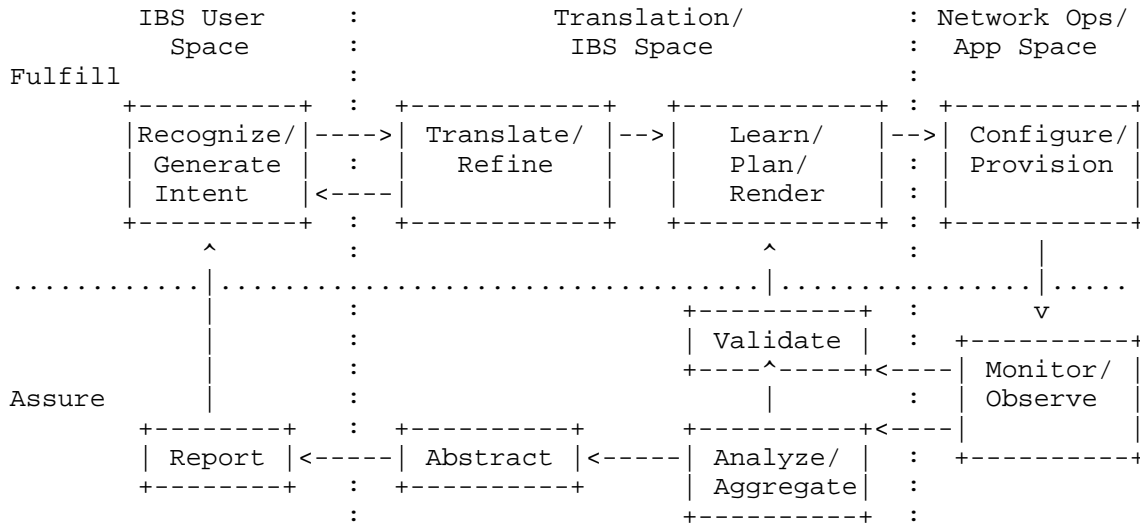 IBS User : Translation/ : Network Ops/
Space : IBS Space : App Space
Fulfill : :
+----------+ : +-------------+ +------------+ : +-----------+
|Recognize/|---->| Translate/ |-->| Learn/ |-->| Configure/|
| Generate | : | Refine | | Plan/ | : | Provision |
| Intent |<----| | | Render | : | |
+----------+ : +-------------+ +------------+ : +-----------+
^ : ^ : |
............|...................................|................|.....
| : +----------+ : v
| : | Validate | : +----------+
| : +----^-----+<----| Monitor/ |
Assure | : | : | Observe |
+--------+ : +----------+ +----------+<----| |
| Report |<-----| Abstract |<-----| Analyze/ | : +----------+
+--------+ : +----------+ | Aggregate| :
: +----------+ :